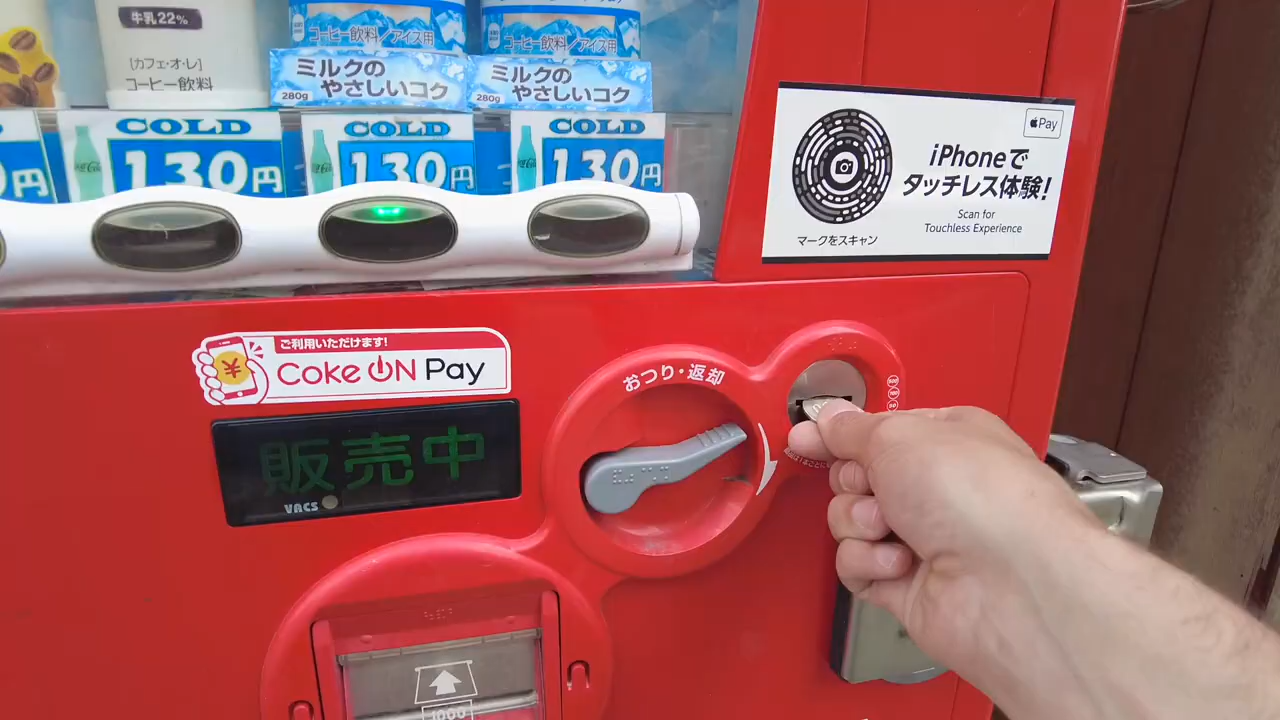 牛乳22%
[カフェ・オ・レ]
コーヒー飲料
コーヒー飲料/アイス用
コーヒー飲料/アイス用
ミルクの
やさしいコク
280g
ミルクの
やさしいコク
280g
COLD
130円
COLD
130円
COLD
130円
0円
Pay
iPhoneで
タッチレス体験!
Scan for
Touchless Experience
マークをスキャン
ご利用いただけます!
Coke ON Pay
おつり・返却
500
100
50
販売中
VACS
1000